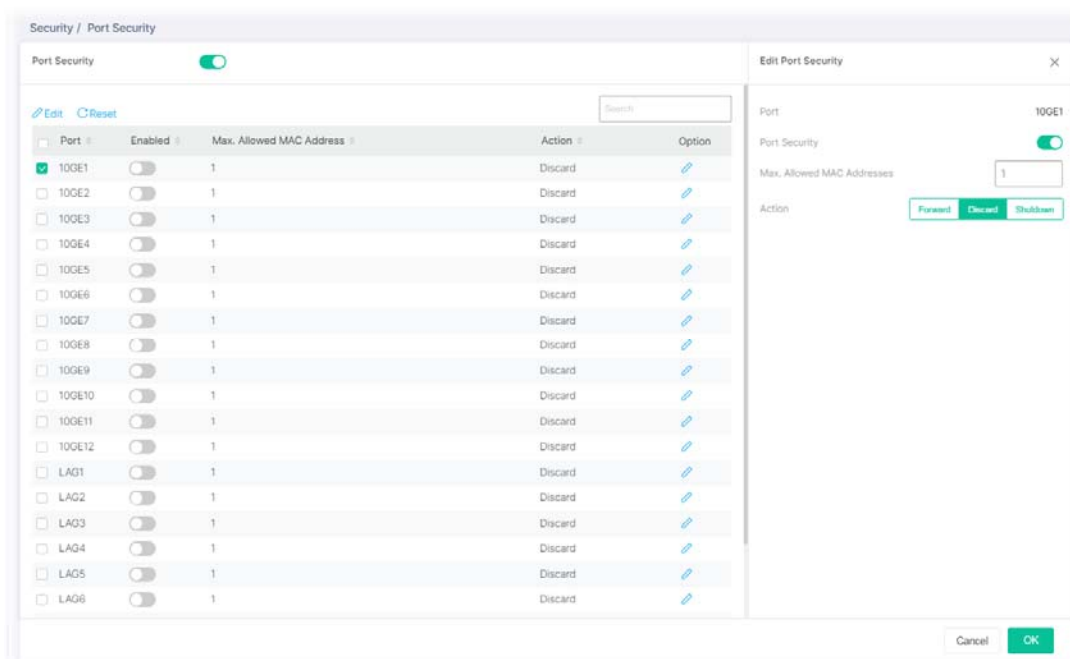 Security / Port Security
Port Security
Edit Port Security
Edit Reset
Search
Port Enabled Max. Allowed MAC Address Action Option
10GE1 1 Discard
10GE2 1 Discard
10GE3 1 Discard
10GE4 1 Discard
10GE5 1 Discard
10GE6 1 Discard
10GE7 1 Discard
10GE8 1 Discard
10GE9 1 Discard
10GE10 1 Discard
10GE11 1 Discard
10GE12 1 Discard
LAG1 1 Discard
LAG2 1 Discard
LAG3 1 Discard
LAG4 1 Discard
LAG5 1 Discard
LAG6 1 Discard
Port 10GE1
Port Security
Max. Allowed MAC Addresses 1
Action Forward Discard Shutdown
Cancel OK